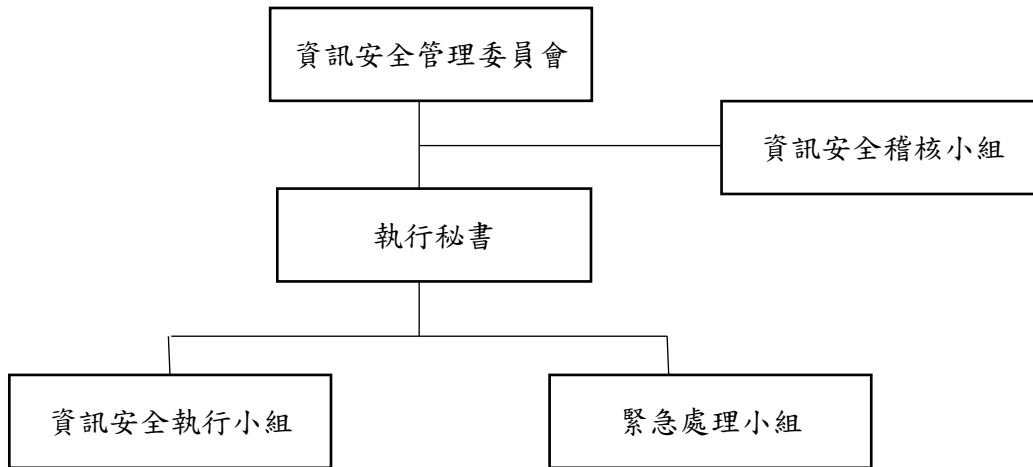 資訊安全管理委員會
資訊安全稽核小組
執行秘書
資訊安全執行小組
緊急處理小組